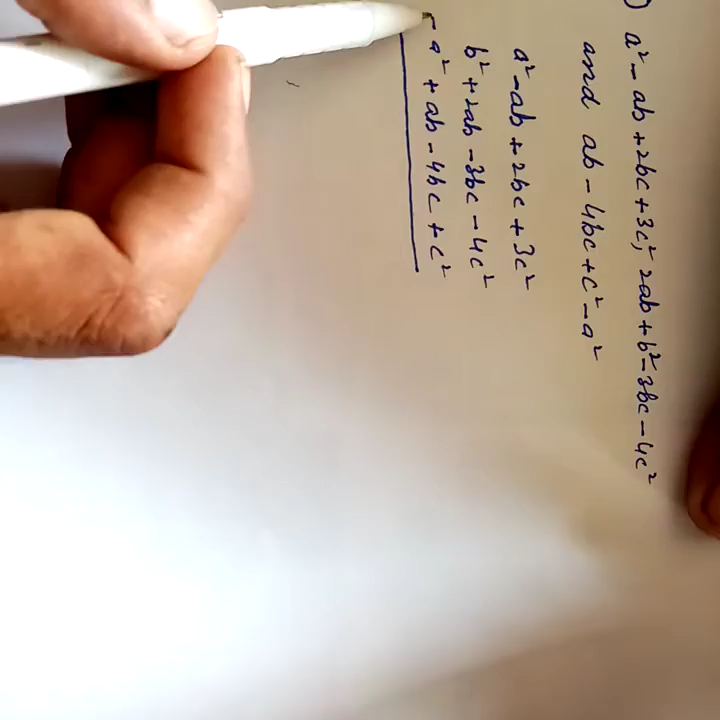 ) a² - ab + 2bc + 3c², 2ab + b² - 3bc - 4c²
and ab - 4bc + c² - a²
a² - ab + 2bc + 3c²
b² + 2ab - 3bc - 4c²
- a² + ab - 4bc + c²